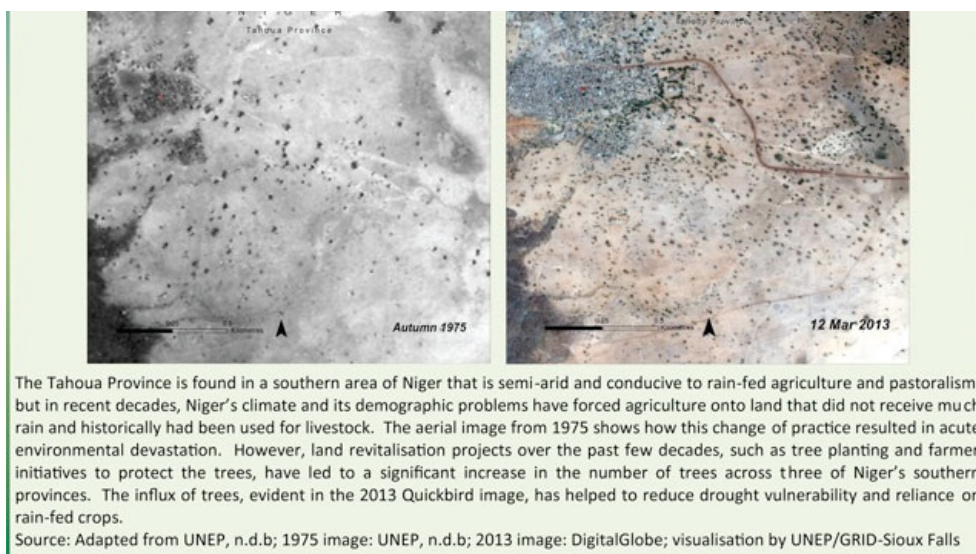 N I G E R
Tahoua Province
Tahoua Province
Autumn 1975
12 Mar 2013
The Tahoua Province is found in a southern area of Niger that is semi-arid and conducive to rain-fed agriculture and pastoralism
but in recent decades, Niger's climate and its demographic problems have forced agriculture onto land that did not receive much
rain and historically had been used for livestock. The aerial image from 1975 shows how this change of practice resulted in acute
environmental devastation. However, land revitalisation projects over the past few decades, such as tree planting and farmer
initiatives to protect the trees, have led to a significant increase in the number of trees across three of Niger's southern
provinces. The influx of trees, evident in the 2013 Quickbird image, has helped to reduce drought vulnerability and reliance on
rain-fed crops.
Source: Adapted from UNEP, n.d.b; 1975 image: UNEP, n.d.b; 2013 image: DigitalGlobe; visualisation by UNEP/GRID-Sioux Falls